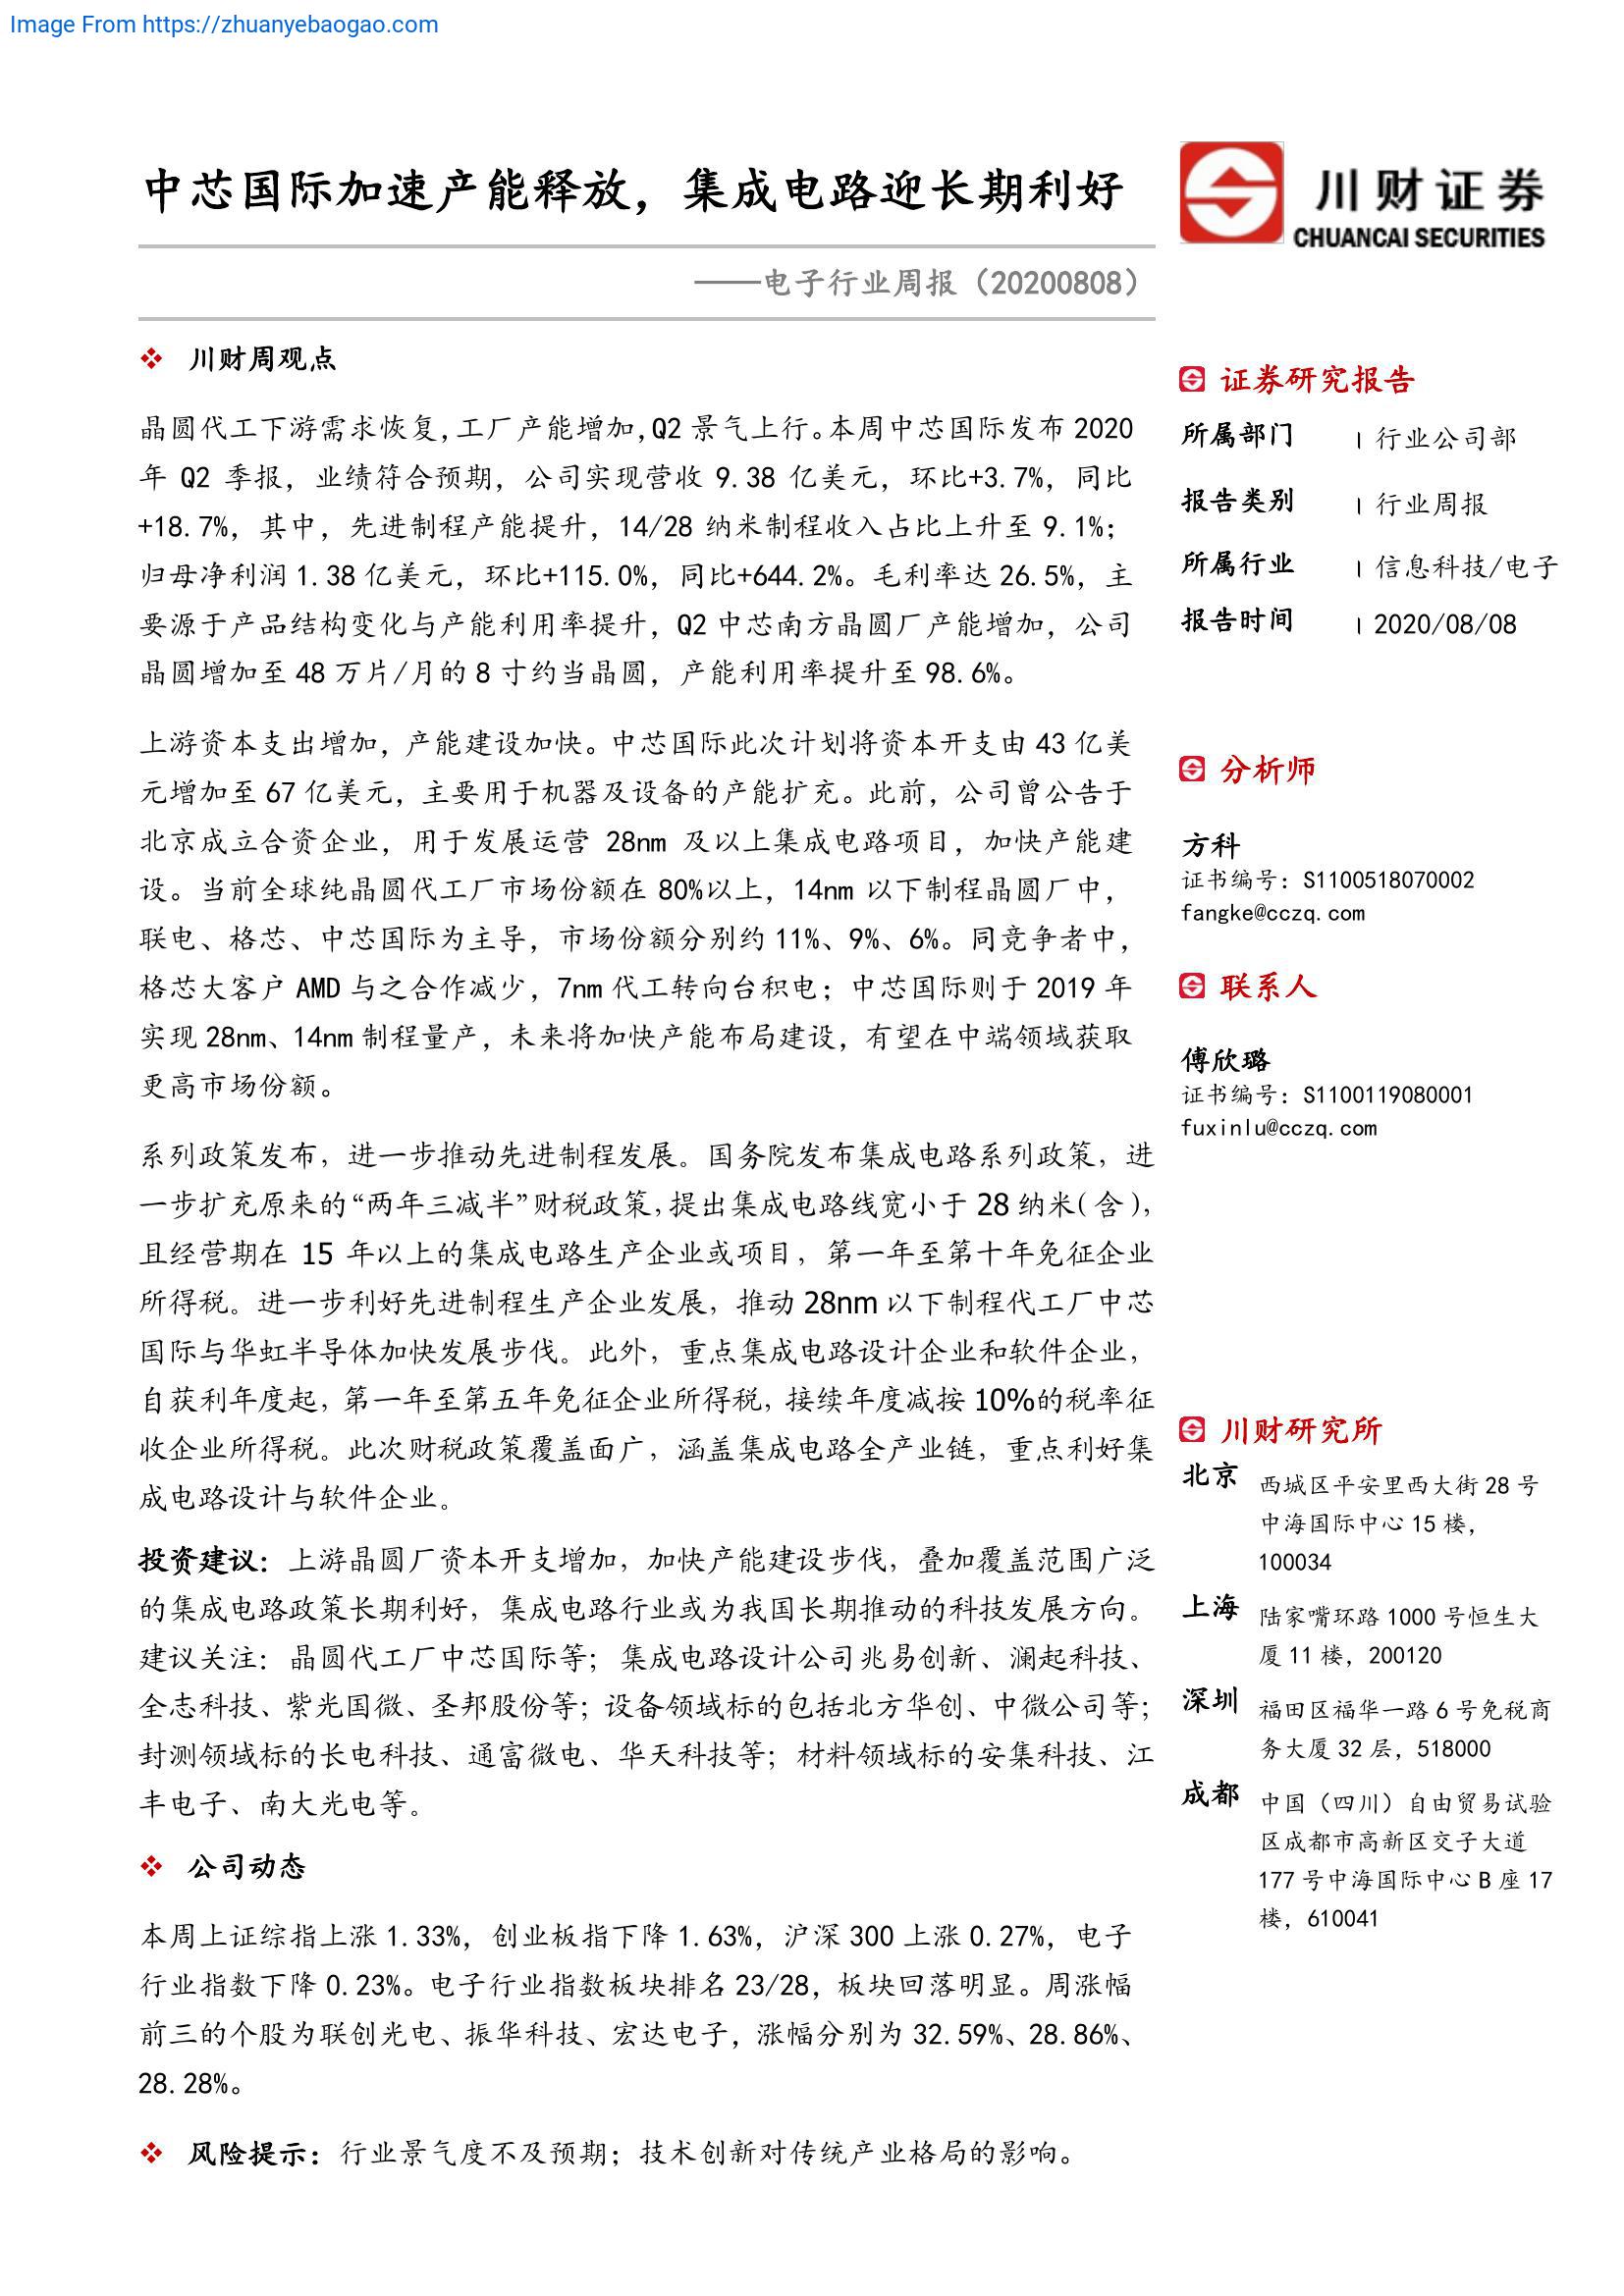 Image From https://zhuanyebaogao.com
中芯国际加速产能释放，集成电路迎长期利好
川财证券
CHUANCAI SECURITIES
——电子行业周报（20200808）
川财周观点
晶圆代工下游需求恢复，工厂产能增加，Q2 景气上行。本周中芯国际发布 2020
年 Q2 季报，业绩符合预期，公司实现营收 9.38 亿美元，环比+3.7%，同比
+18.7%，其中，先进制程产能提升，14/28 纳米制程收入占比上升至 9.1%；
归母净利润 1.38 亿美元，环比+115.0%，同比+644.2%。毛利率达 26.5%，主
要源于产品结构变化与产能利用率提升，Q2 中芯南方晶圆厂产能增加，公司
晶圆增加至 48 万片/月的 8 寸约当晶圆，产能利用率提升至 98.6%。
上游资本支出增加，产能建设加快。中芯国际此次计划将资本开支由 43 亿美
元增加至 67 亿美元，主要用于机器及设备的产能扩充。此前，公司曾公告于
北京成立合资企业，用于发展运营 28nm 及以上集成电路项目，加快产能建
设。当前全球纯晶圆代工厂市场份额在 80%以上，14nm 以下制程晶圆厂中，
联电、格芯、中芯国际为主导，市场份额分别约 11%、9%、6%。同竞争者中，
格芯大客户 AMD 与之合作减少，7nm 代工转向台积电；中芯国际则于 2019 年
实现 28nm、14nm 制程量产，未来将加快产能布局建设，有望在中端领域获取
更高市场份额。
系列政策发布，进一步推动先进制程发展。国务院发布集成电路系列政策，进
一步扩充原来的“两年三减半”财税政策，提出集成电路线宽小于 28 纳米（含），
且经营期在 15 年以上的集成电路生产企业或项目，第一年至第十年免征企业
所得税。进一步利好先进制程生产企业发展，推动 28nm 以下制程代工厂中芯
国际与华虹半导体加快发展步伐。此外，重点集成电路设计企业和软件企业，
自获利年度起，第一年至第五年免征企业所得税，接续年度减按 10%的税率征
收企业所得税。此次财税政策覆盖面广，涵盖集成电路全产业链，重点利好集
成电路设计与软件企业。
投资建议：上游晶圆厂资本开支增加，加快产能建设步伐，叠加覆盖范围广泛
的集成电路政策长期利好，集成电路行业或为我国长期推动的科技发展方向。
建议关注：晶圆代工厂中芯国际等；集成电路设计公司兆易创新、澜起科技、
全志科技、紫光国微、圣邦股份等；设备领域标的包括北方华创、中微公司等；
封测领域标的长电科技、通富微电、华天科技等；材料领域标的安集科技、江
丰电子、南大光电等。
公司动态
本周上证综指上涨 1.33%，创业板指下降 1.63%，沪深 300 上涨 0.27%，电子
行业指数下降 0.23%。电子行业指数板块排名 23/28，板块回落明显。周涨幅
前三的个股为联创光电、振华科技、宏达电子，涨幅分别为 32.59%、28.86%、
28.28%。
风险提示：行业景气度不及预期；技术创新对传统产业格局的影响。
证券研究报告
所属部门 | 行业公司部
报告类别 | 行业周报
所属行业 | 信息科技/电子
报告时间 | 2020/08/08
分析师
方科
证书编号：S1100518070002
fangke@cczq.com
联系人
傅欣璐
证书编号：S1100119080001
fuxinlu@cczq.com
川财研究所
北京 西城区平安里西大街 28 号
中海国际中心 15 楼，
100034
上海 陆家嘴环路 1000 号恒生大
厦 11 楼，200120
深圳 福田区福华一路 6 号免税商
务大厦 32 层，518000
成都 中国（四川）自由贸易试验
区成都市高新区交子大道
177 号中海国际中心 B 座 17
楼，610041